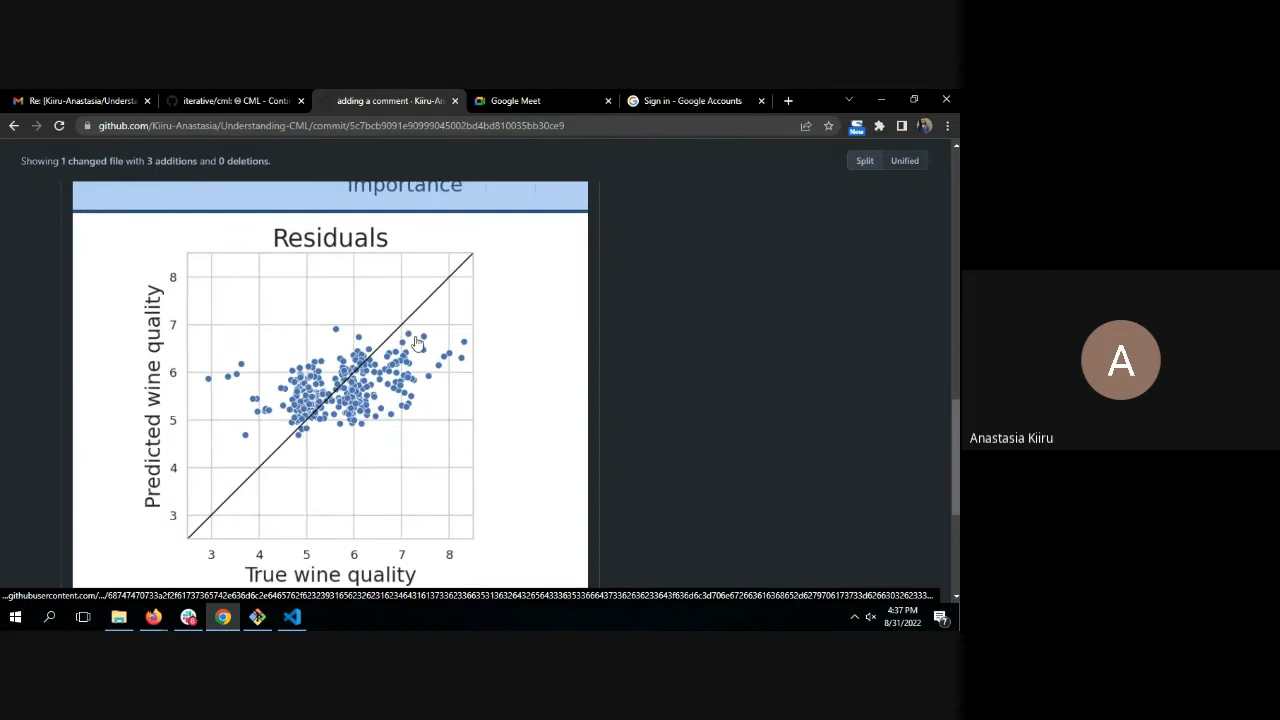 Re: [Kiiru-Anastasia/Understa
iterative/cml: ♾️ CML - Conti
adding a comment · Kiiru-An
Google Meet
Sign in - Google Accounts
github.com/Kiiru-Anastasia/Understanding-CML/commit/5c7bcb9091e90999045002bd4bd810035bb30ce9
New
Showing 1 changed file with 3 additions and 0 deletions.
Split
Unified
Importance
Residuals
Predicted wine quality
8
7
6
5
4
3
3 4 5 6 7 8
True wine quality
A
Anastasia Kiiru
4:37 PM
8/31/2022
7